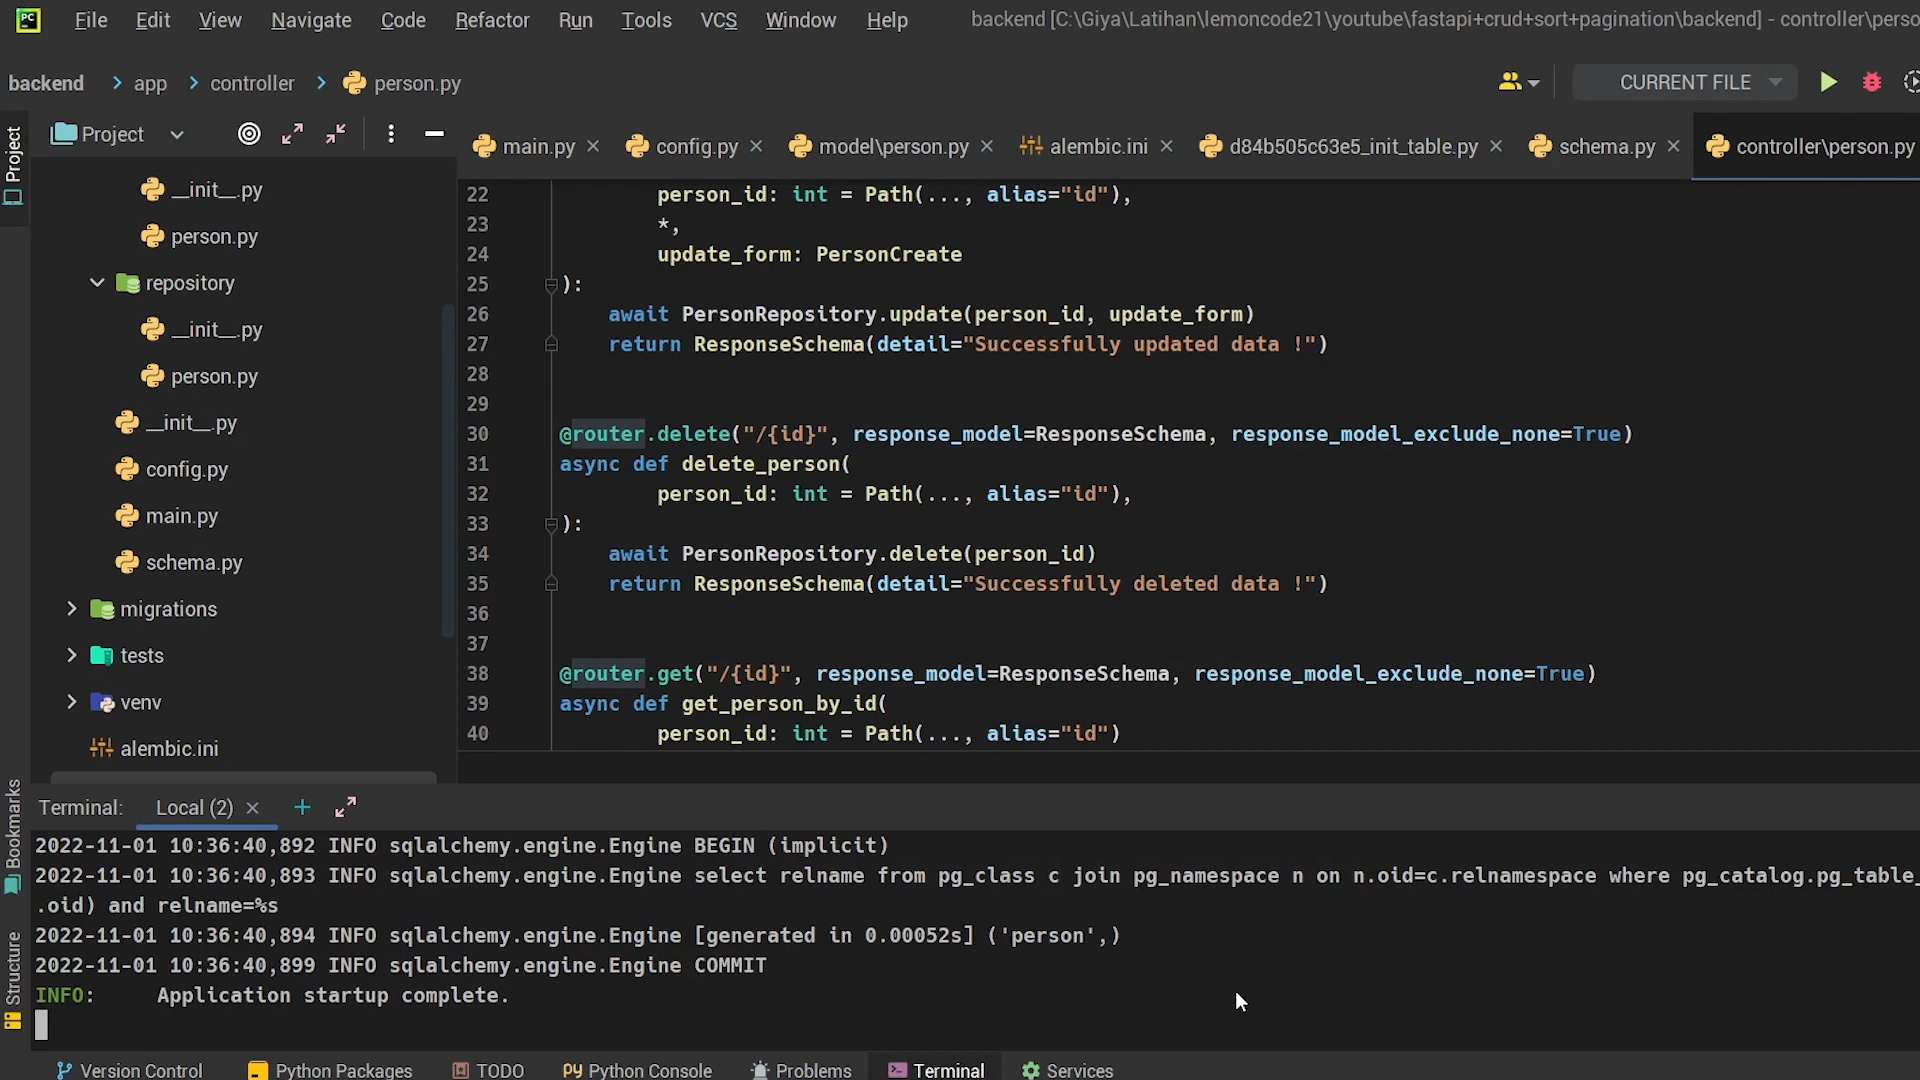 PC File Edit View Navigate Code Refactor Run Tools VCS Window Help backend [C:\Giya\Latihan\lemoncode21\youtube\fastapi+crud+sort+pagination\backend] - controller\perso
backend app controller person.py CURRENT FILE
Project
Project
main.py config.py model\person.py alembic.ini d84b505c63e5_init_table.py schema.py controller\person.py
__init__.py
person.py
repository
__init__.py
person.py
__init__.py
config.py
main.py
schema.py
migrations
tests
venv
alembic.ini
22 person_id: int = Path(..., alias="id"),
23 *,
24 update_form: PersonCreate
25 ):
26 await PersonRepository.update(person_id, update_form)
27 return ResponseSchema(detail="Successfully updated data !")
28
29
30 @router.delete("/{id}", response_model=ResponseSchema, response_model_exclude_none=True)
31 async def delete_person(
32 person_id: int = Path(..., alias="id"),
33 ):
34 await PersonRepository.delete(person_id)
35 return ResponseSchema(detail="Successfully deleted data !")
36
37
38 @router.get("/{id}", response_model=ResponseSchema, response_model_exclude_none=True)
39 async def get_person_by_id(
40 person_id: int = Path(..., alias="id")
Bookmarks
Structure
Terminal: Local (2)
2022-11-01 10:36:40,892 INFO sqlalchemy.engine.Engine BEGIN (implicit)
2022-11-01 10:36:40,893 INFO sqlalchemy.engine.Engine select relname from pg_class c join pg_namespace n on n.oid=c.relnamespace where pg_catalog.pg_table_
.oid) and relname=%s
2022-11-01 10:36:40,894 INFO sqlalchemy.engine.Engine [generated in 0.00052s] ('person',)
2022-11-01 10:36:40,899 INFO sqlalchemy.engine.Engine COMMIT
INFO: Application startup complete.
Version Control Python Packages TODO Python Console Problems Terminal Services